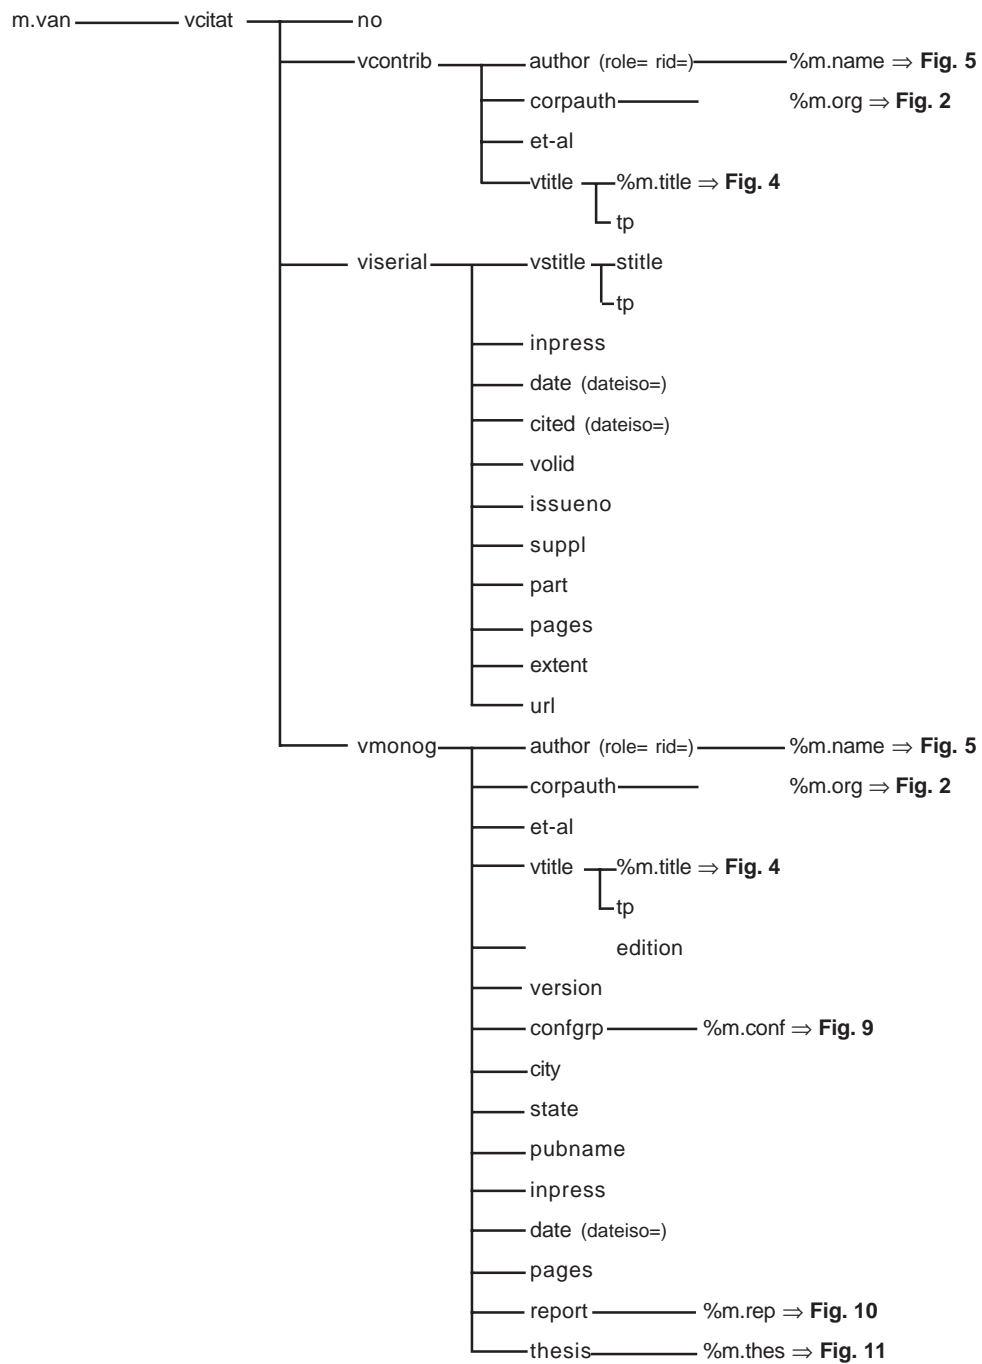 m.van vcitat no
vcontrib author (role= rid=) %m.name ⇒ Fig. 5
corpauth %m.org ⇒ Fig. 2
et-al
vtitle %m.title ⇒ Fig. 4
tp
viserial vstitle stitle
tp
inpress
date (dateiso=)
cited (dateiso=)
volid
issueno
suppl
part
pages
extent
url
vmonog author (role= rid=) %m.name ⇒ Fig. 5
corpauth %m.org ⇒ Fig. 2
et-al
vtitle %m.title ⇒ Fig. 4
tp
edition
version
confgrp %m.conf ⇒ Fig. 9
city
state
pubname
inpress
date (dateiso=)
pages
report %m.rep ⇒ Fig. 10
thesis %m.thes ⇒ Fig. 11